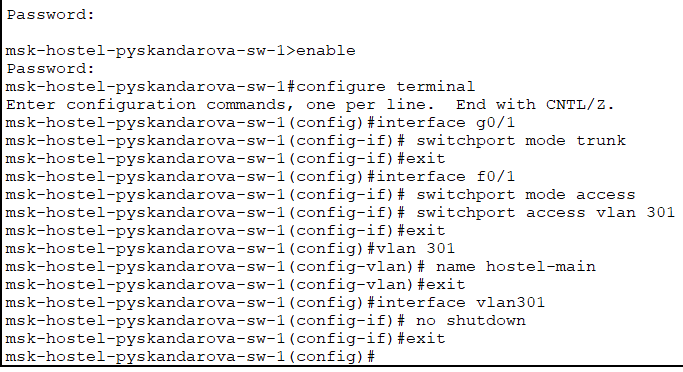 Password:
msk-hostel-pyskandarova-sw-1>enable
Password:
msk-hostel-pyskandarova-sw-1#configure terminal
Enter configuration commands, one per line.  End with CNTL/Z.
msk-hostel-pyskandarova-sw-1(config)#interface g0/1
msk-hostel-pyskandarova-sw-1(config-if)# switchport mode trunk
msk-hostel-pyskandarova-sw-1(config-if)#exit
msk-hostel-pyskandarova-sw-1(config)#interface f0/1
msk-hostel-pyskandarova-sw-1(config-if)# switchport mode access
msk-hostel-pyskandarova-sw-1(config-if)# switchport access vlan 301
msk-hostel-pyskandarova-sw-1(config-if)#exit
msk-hostel-pyskandarova-sw-1(config)#vlan 301
msk-hostel-pyskandarova-sw-1(config-vlan)# name hostel-main
msk-hostel-pyskandarova-sw-1(config-vlan)#exit
msk-hostel-pyskandarova-sw-1(config)#interface vlan301
msk-hostel-pyskandarova-sw-1(config-if)# no shutdown
msk-hostel-pyskandarova-sw-1(config-if)#exit
msk-hostel-pyskandarova-sw-1(config)#